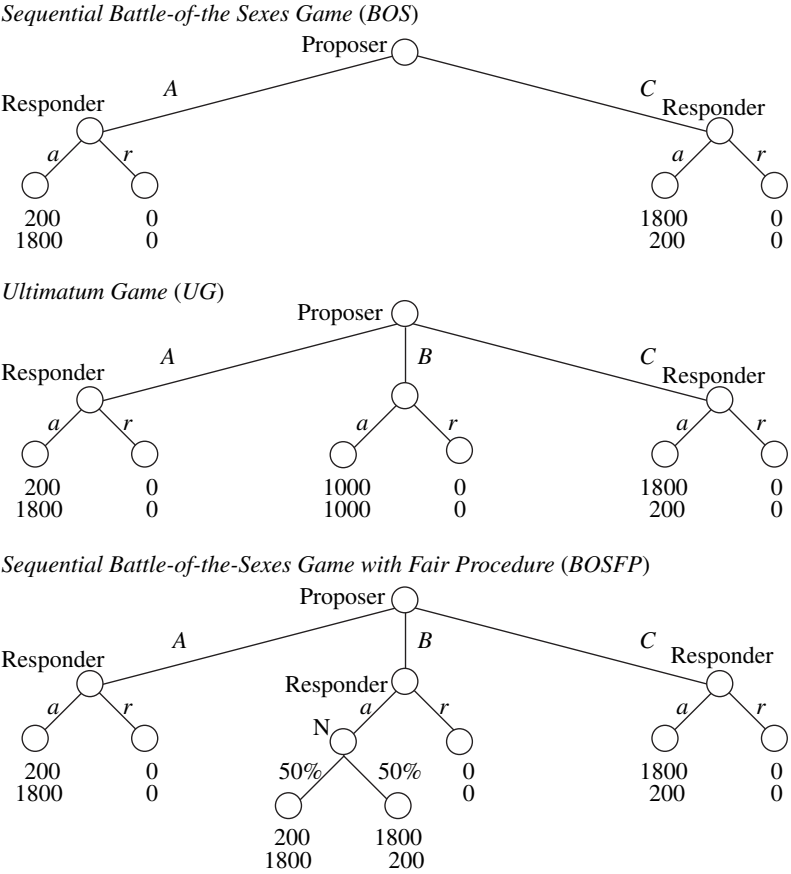 Sequential Battle-of-the Sexes Game (BOS)
Proposer
A C
Responder Responder
a r a r
200 0 1800 0
1800 0 200 0
Ultimatum Game (UG)
Proposer
A B C
Responder Responder
a r a r a r
200 0 1000 0 1800 0
1800 0 1000 0 200 0
Sequential Battle-of-the-Sexes Game with Fair Procedure (BOSFP)
Proposer
A B C
Responder Responder Responder
a r a r a r
N
200 0 50% 50% 0 1800 0
1800 0 0 200 0
200 1800
1800 200